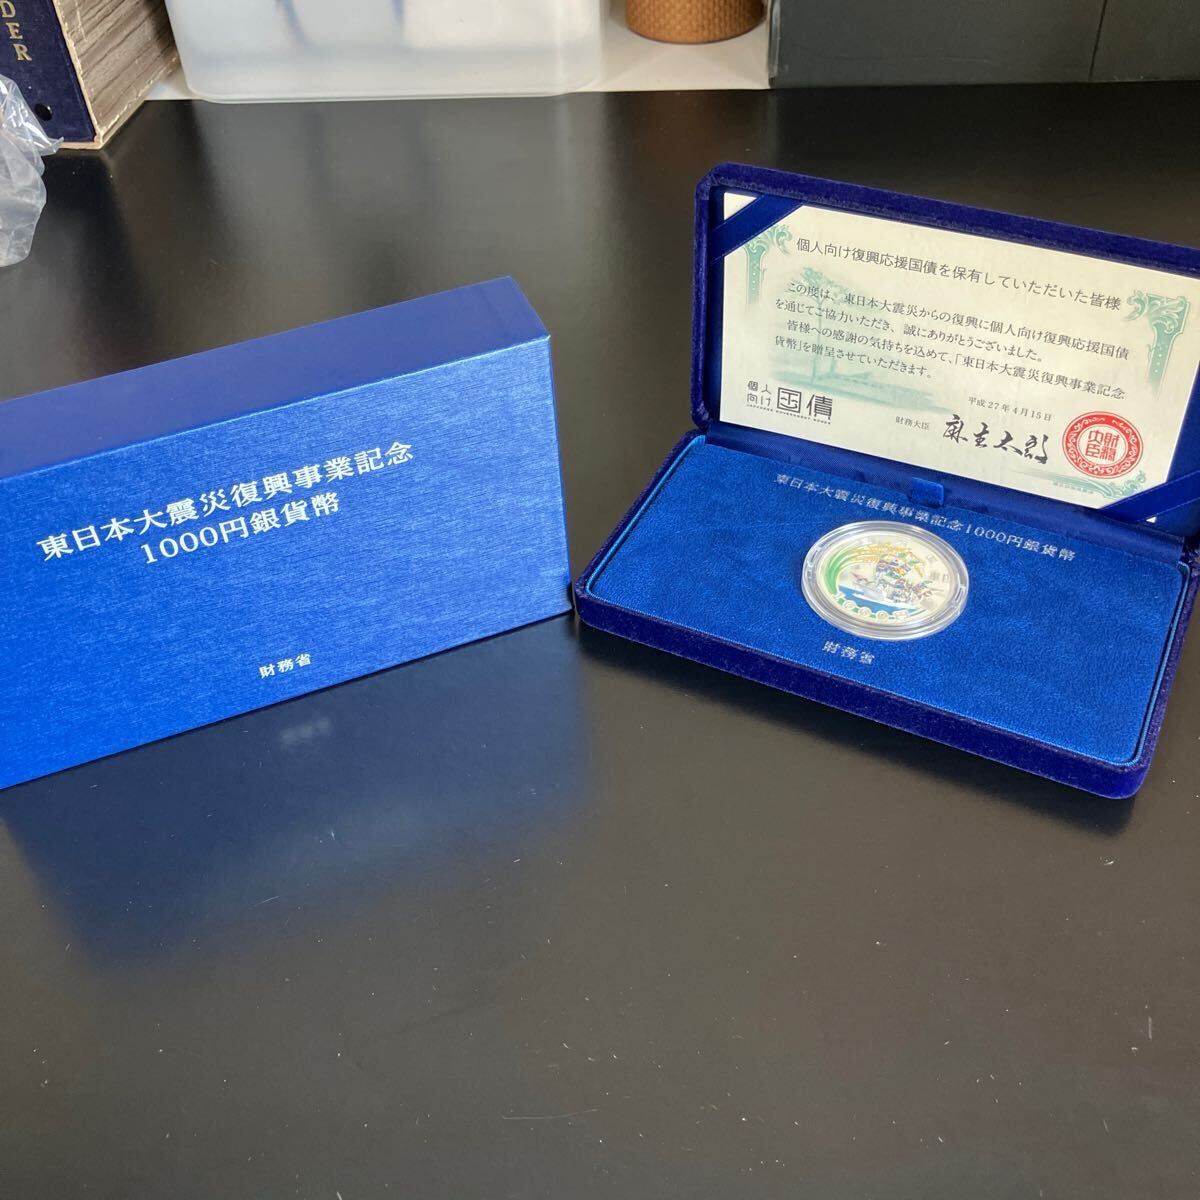 DER
東日本大震災復興事業記念
1000円銀貨幣
財務省
個人向け復興応援国債を保有していただいた皆様
この度は、東日本大震災からの復興に個人向け復興応援国債
を通じてご協力いただき、誠にありがとうございました。
皆様への感謝の気持ちを込めて、「東日本大震災復興事業記念
貨幣」を贈呈させていただきます。
個人
向け 国債
JAPANESE GOVERNMENT BONDS
平成27年4月15日
財務大臣 麻生太郎
財務大臣
東日本大震災復興事業記念1000円銀貨幣
財務省